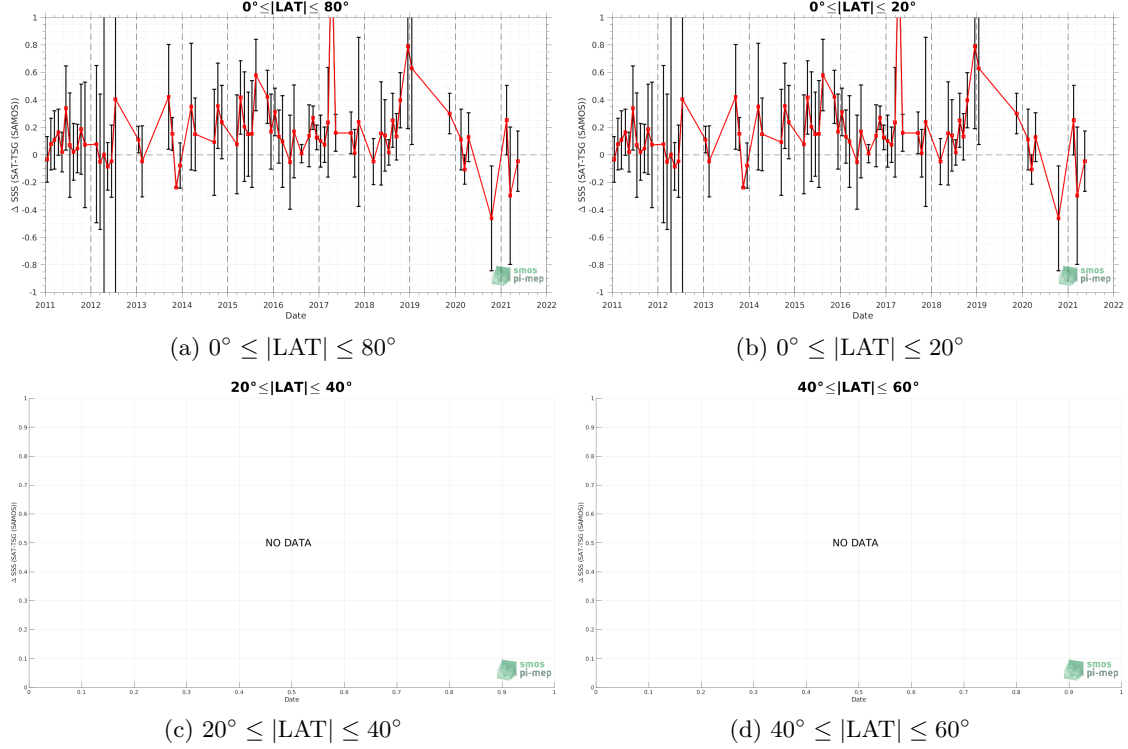 0°≤|LAT|≤ 80°
Δ SSS (SAT-TSG (SAMOS))
1
0.8
0.6
0.4
0.2
0
-0.2
-0.4
-0.6
-0.8
-1
2011 2012 2013 2014 2015 2016 2017 2018 2019 2020 2021 2022
Date
smos
pi-mep
(a) 0° ≤ |LAT| ≤ 80°
0°≤|LAT|≤ 20°
Δ SSS (SAT-TSG (SAMOS))
1
0.8
0.6
0.4
0.2
0
-0.2
-0.4
-0.6
-0.8
-1
2011 2012 2013 2014 2015 2016 2017 2018 2019 2020 2021 2022
Date
smos
pi-mep
(b) 0° ≤ |LAT| ≤ 20°
20°≤|LAT|≤ 40°
Δ SSS (SAT-TSG (SAMOS))
1
0.9
0.8
0.7
0.6
0.5
0.4
0.3
0.2
0.1
0
NO DATA
0 0.1 0.2 0.3 0.4 0.5 0.6 0.7 0.8 0.9 1
Date
smos
pi-mep
(c) 20° ≤ |LAT| ≤ 40°
40°≤|LAT|≤ 60°
Δ SSS (SAT-TSG (SAMOS))
1
0.9
0.8
0.7
0.6
0.5
0.4
0.3
0.2
0.1
0
NO DATA
0 0.1 0.2 0.3 0.4 0.5 0.6 0.7 0.8 0.9 1
Date
smos
pi-mep
(d) 40° ≤ |LAT| ≤ 60°